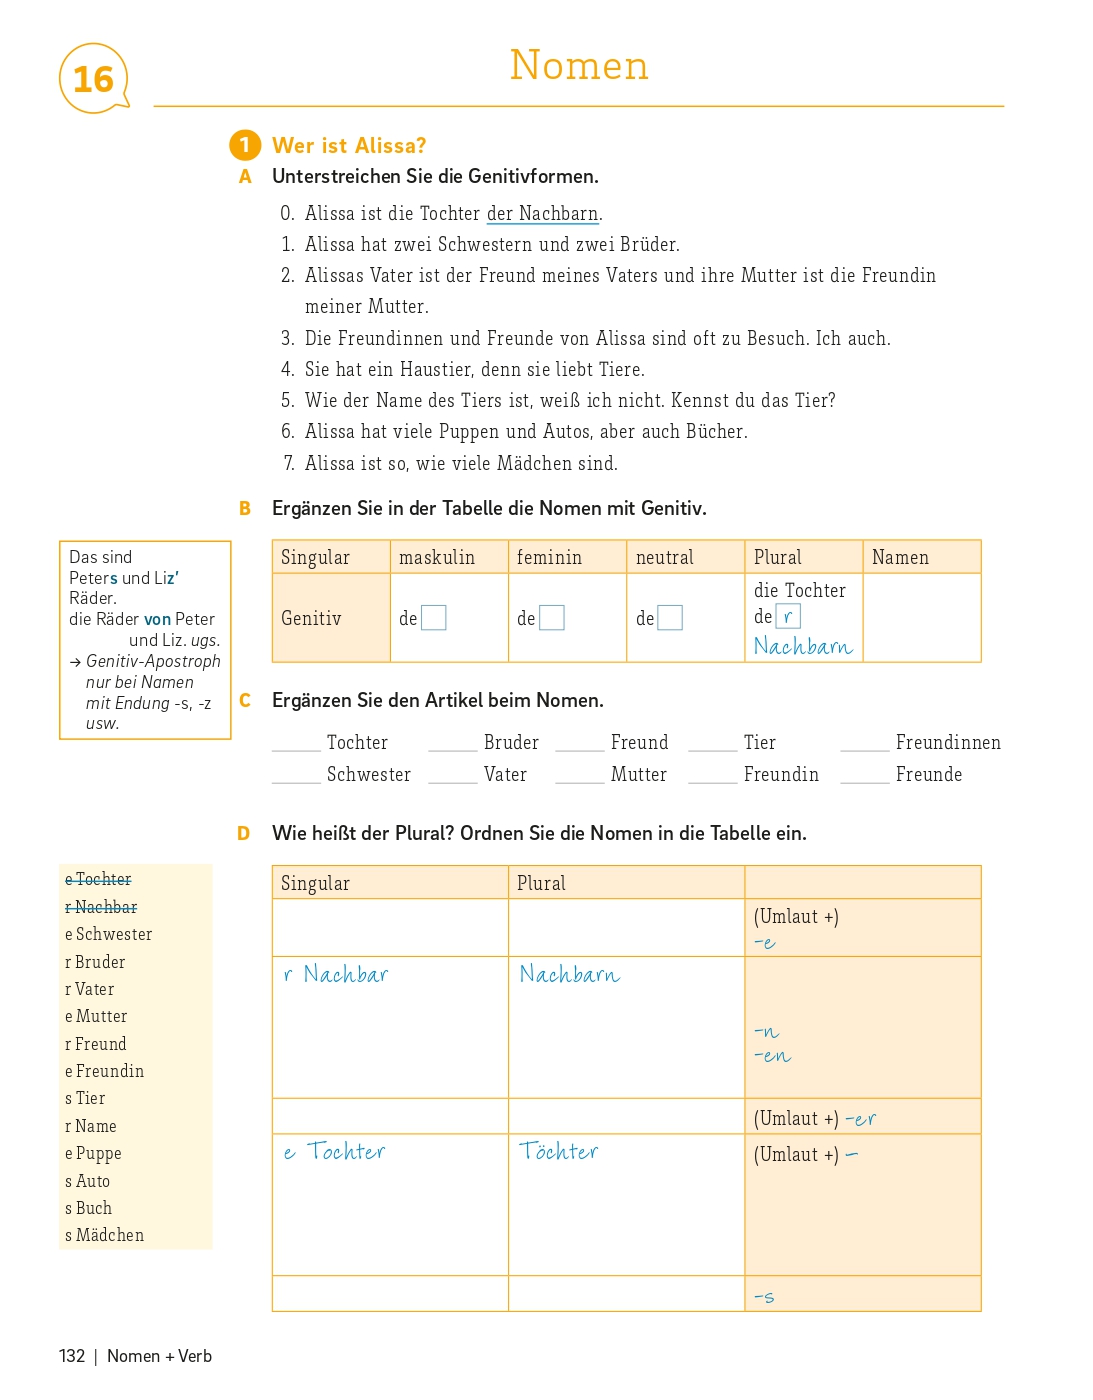 16
Nomen
1 Wer ist Alissa?
A Unterstreichen Sie die Genitivformen.
0. Alissa ist die Tochter der Nachbarn.
1. Alissa hat zwei Schwestern und zwei Brüder.
2. Alissas Vater ist der Freund meines Vaters und ihre Mutter ist die Freundin
meiner Mutter.
3. Die Freundinnen und Freunde von Alissa sind oft zu Besuch. Ich auch.
4. Sie hat ein Haustier, denn sie liebt Tiere.
5. Wie der Name des Tiers ist, weiß ich nicht. Kennst du das Tier?
6. Alissa hat viele Puppen und Autos, aber auch Bücher.
7. Alissa ist so, wie viele Mädchen sind.
B Ergänzen Sie in der Tabelle die Nomen mit Genitiv.
Das sind
Peters und Liz’
Räder.
die Räder von Peter
und Liz. ugs.
→ Genitiv-Apostroph
nur bei Namen
mit Endung -s, -z
usw.
Singular maskulin feminin neutral Plural Namen
Genitiv de de de die Tochter
de r
Nachbarn
C Ergänzen Sie den Artikel beim Nomen.
_____ Tochter _____ Bruder _____ Freund _____ Tier _____ Freundinnen
_____ Schwester _____ Vater _____ Mutter _____ Freundin _____ Freunde
D Wie heißt der Plural? Ordnen Sie die Nomen in die Tabelle ein.
e Tochter
r Nachbar
e Schwester
r Bruder
r Vater
e Mutter
r Freund
e Freundin
s Tier
r Name
e Puppe
s Auto
s Buch
s Mädchen
Singular Plural
(Umlaut +)
-e
r Nachbar Nachbarn
-n
-en
(Umlaut +) -er
e Tochter Töchter (Umlaut +) –
-s
132 | Nomen + Verb